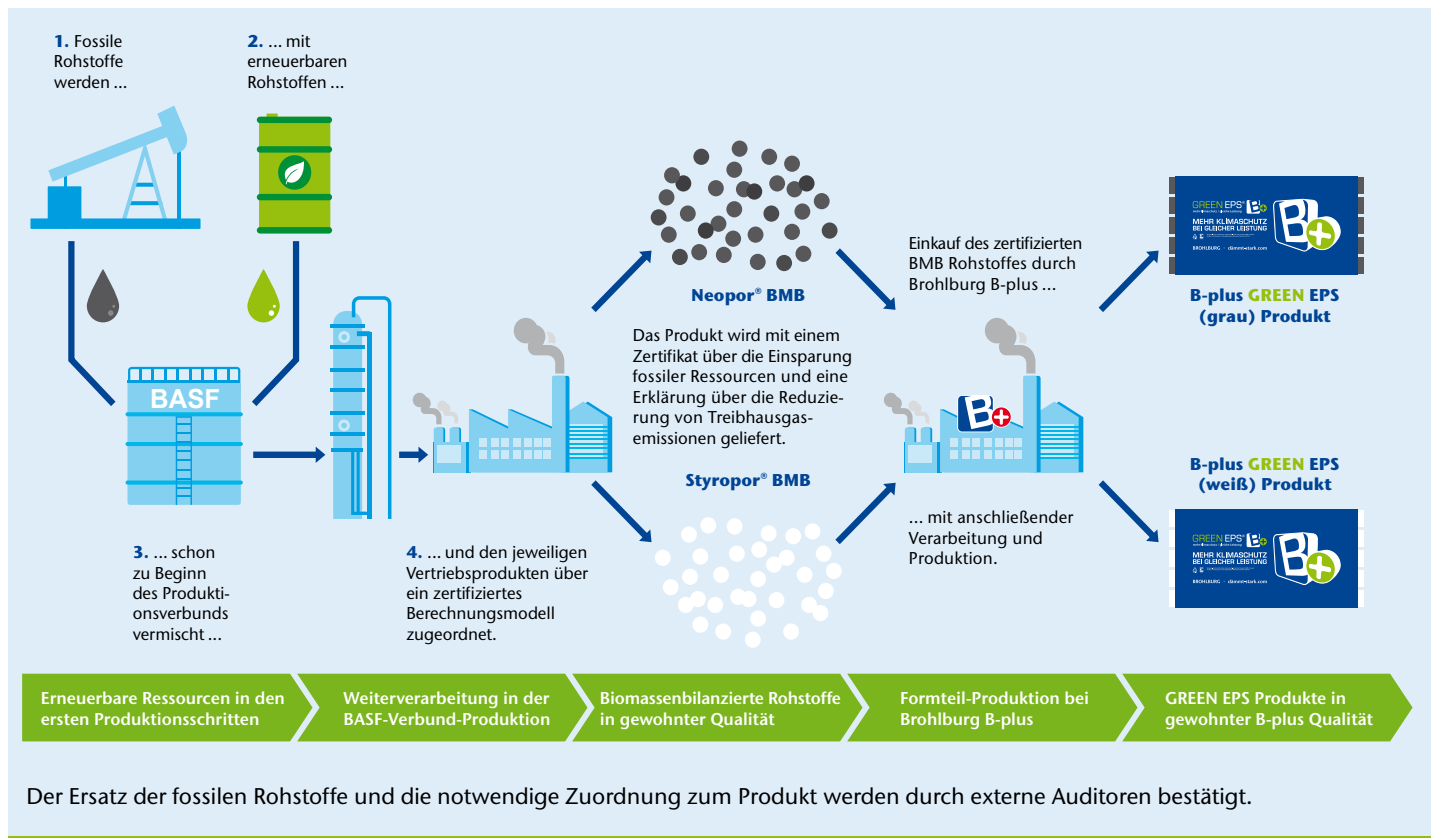 1. Fossile
Rohstoffe
werden ...
2. ... mit
erneuerbaren
Rohstoffen ...
BASF
3. ... schon
zu Beginn
des Produkti-
onsverbunds
vermischt ...
4. ... und den jeweiligen
Vertriebsprodukten über
ein zertifiziertes
Berechnungsmodell
zugeordnet.
Neopor® BMB
Das Produkt wird mit einem
Zertifikat über die Einsparung
fossiler Ressourcen und eine
Erklärung über die Reduzie-
rung von Treibhausgas-
emissionen geliefert.
Styropor® BMB
Einkauf des zertifizierten
BMB Rohstoffes durch
Brohlburg B-plus ...
B+
... mit anschließender
Verarbeitung und
Produktion.
GREEN EPS® B+
MEHR KLIMASCHUTZ
BEI GLEICHER LEISTUNG
BROHLBURG · dämmt-stark.com
B+
B-plus GREEN EPS
(grau) Produkt
B-plus GREEN EPS
(weiß) Produkt
GREEN EPS® B+
MEHR KLIMASCHUTZ
BEI GLEICHER LEISTUNG
BROHLBURG · dämmt-stark.com
B+
Erneuerbare Ressourcen in den
ersten Produktionsschritten
Weiterverarbeitung in der
BASF-Verbund-Produktion
Biomassenbilanzierte Rohstoffe
in gewohnter Qualität
Formteil-Produktion bei
Brohlburg B-plus
GREEN EPS Produkte in
gewohnter B-plus Qualität
Der Ersatz der fossilen Rohstoffe und die notwendige Zuordnung zum Produkt werden durch externe Auditoren bestätigt.